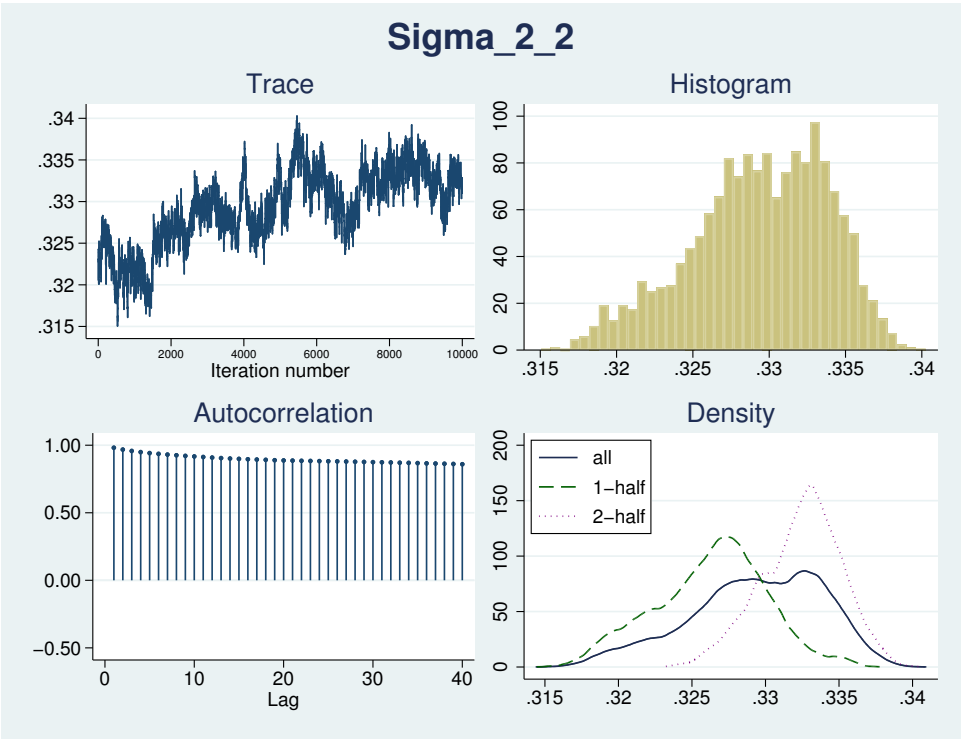 Sigma_2_2
Trace
.34
.335
.33
.325
.32
.315
0 2000 4000 6000 8000 10000
Iteration number
Histogram
100
80
60
40
20
0
.315 .32 .325 .33 .335 .34
Autocorrelation
1.00
0.50
0.00
−0.50
0 10 20 30 40
Lag
Density
200
150
100
50
0
all
1−half
2−half
.315 .32 .325 .33 .335 .34